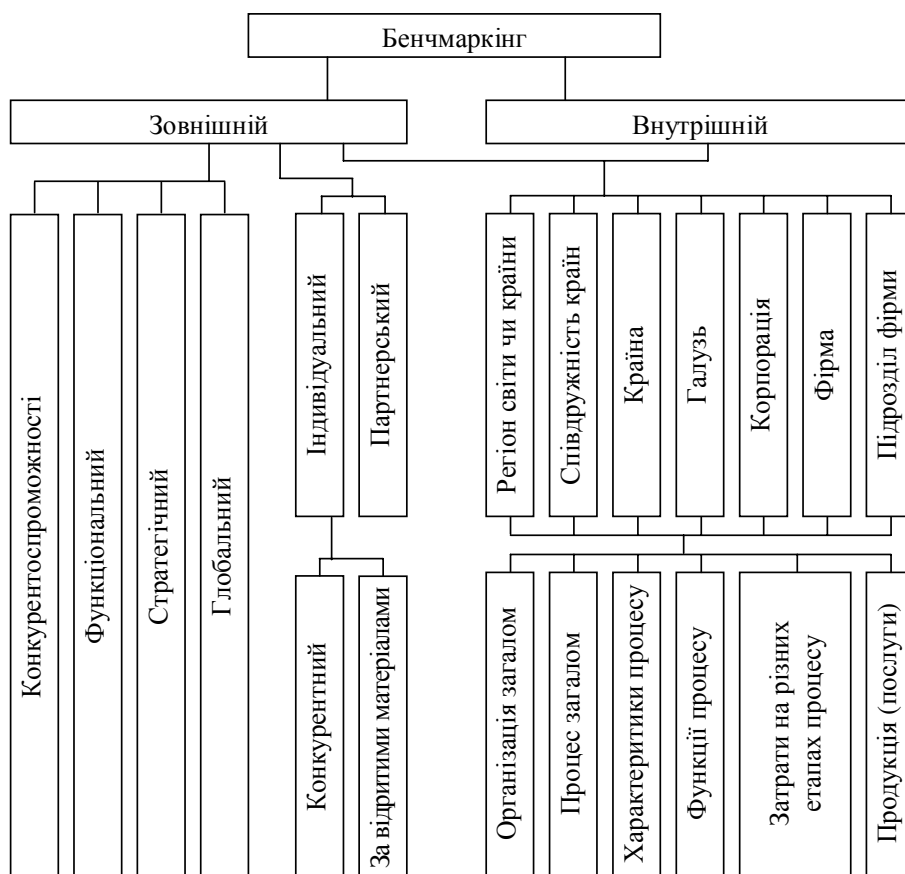 Бенчмаркінг
Зовнішній
Внутрішній
Конкурентоспроможності
Функціональний
Стратегічний
Глобальний
Індивідуальний
Партнерський
Регіон світи чи країни
Співдружність країн
Країна
Галузь
Корпорація
Фірма
Підрозділ фірми
Конкурентний
За відритими матеріалами
Організація загалом
Процес загалом
Характеритики процесу
Функції процесу
Затрати на різних
етапах процесу
Продукція (послуги)